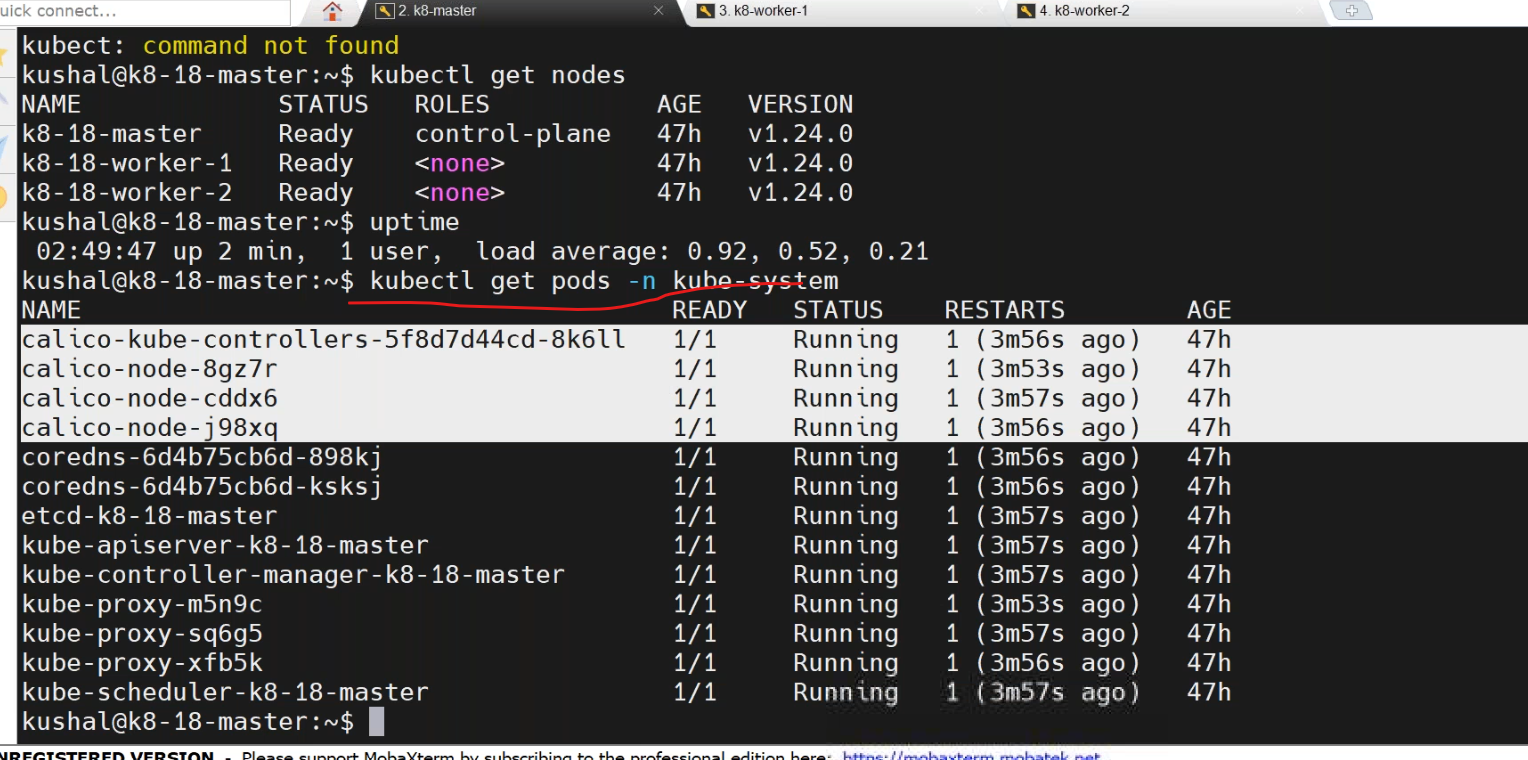 uick connect...
2. k8-master
3. k8-worker-1
4. k8-worker-2
kubect: command not found
kushal@k8-18-master:~$ kubectl get nodes
NAME STATUS ROLES AGE VERSION
k8-18-master Ready control-plane 47h v1.24.0
k8-18-worker-1 Ready <none> 47h v1.24.0
k8-18-worker-2 Ready <none> 47h v1.24.0
kushal@k8-18-master:~$ uptime
02:49:47 up 2 min, 1 user, load average: 0.92, 0.52, 0.21
kushal@k8-18-master:~$ kubectl get pods -n kube-system
NAME READY STATUS RESTARTS AGE
calico-kube-controllers-5f8d7d44cd-8k6ll 1/1 Running 1 (3m56s ago) 47h
calico-node-8gz7r 1/1 Running 1 (3m53s ago) 47h
calico-node-cddx6 1/1 Running 1 (3m57s ago) 47h
calico-node-j98xq 1/1 Running 1 (3m56s ago) 47h
coredns-6d4b75cb6d-898kj 1/1 Running 1 (3m56s ago) 47h
coredns-6d4b75cb6d-ksksj 1/1 Running 1 (3m56s ago) 47h
etcd-k8-18-master 1/1 Running 1 (3m57s ago) 47h
kube-apiserver-k8-18-master 1/1 Running 1 (3m57s ago) 47h
kube-controller-manager-k8-18-master 1/1 Running 1 (3m57s ago) 47h
kube-proxy-m5n9c 1/1 Running 1 (3m53s ago) 47h
kube-proxy-sq6g5 1/1 Running 1 (3m57s ago) 47h
kube-proxy-xfb5k 1/1 Running 1 (3m56s ago) 47h
kube-scheduler-k8-18-master 1/1 Running 1 (3m57s ago) 47h
kushal@k8-18-master:~$
NREGISTERED VERSION - Please support MobaXterm by subscribing to the professional edition here: https://mobaxterm.mobatek.net